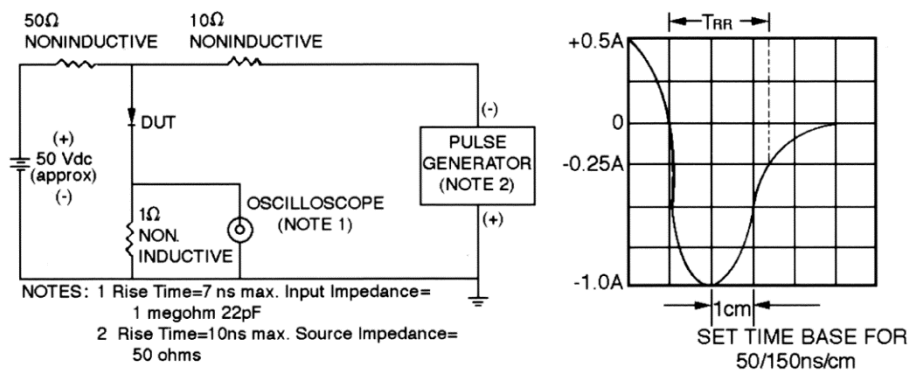 50Ω
NONINDUCTIVE
10Ω
NONINDUCTIVE
DUT
(+)
50 Vdc
(approx)
(-)
1Ω
NON.
INDUCTIVE
OSCILLOSCOPE
(NOTE 1)
(-)
PULSE
GENERATOR
(NOTE 2)
(+)
NOTES: 1 Rise Time=7 ns max. Input Impedance=
1 megohm 22pF
2 Rise Time=10ns max. Source Impedance=
50 ohms
TRR
+0.5A
0
-0.25A
-1.0A
1cm
SET TIME BASE FOR
50/150ns/cm